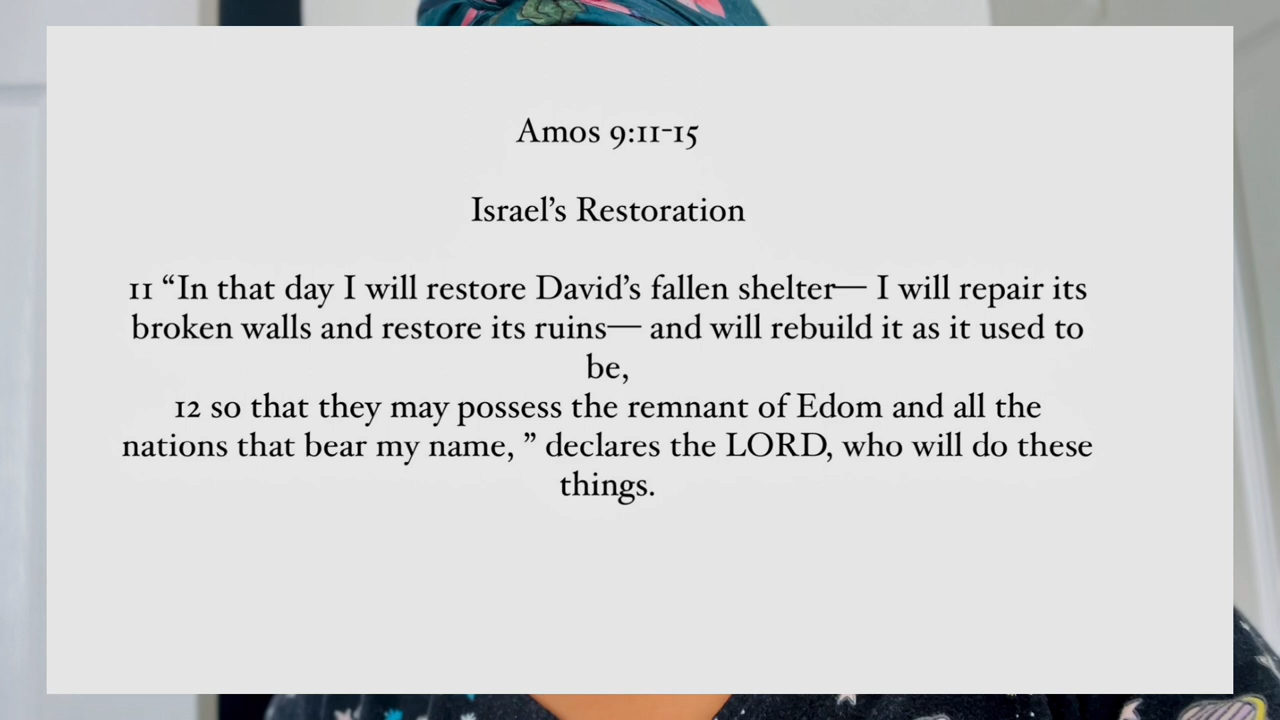 Amos 9:11-15
Israel’s Restoration
11 “In that day I will restore David’s fallen shelter— I will repair its
broken walls and restore its ruins— and will rebuild it as it used to
be,
12 so that they may possess the remnant of Edom and all the
nations that bear my name, ” declares the LORD, who will do these
things.